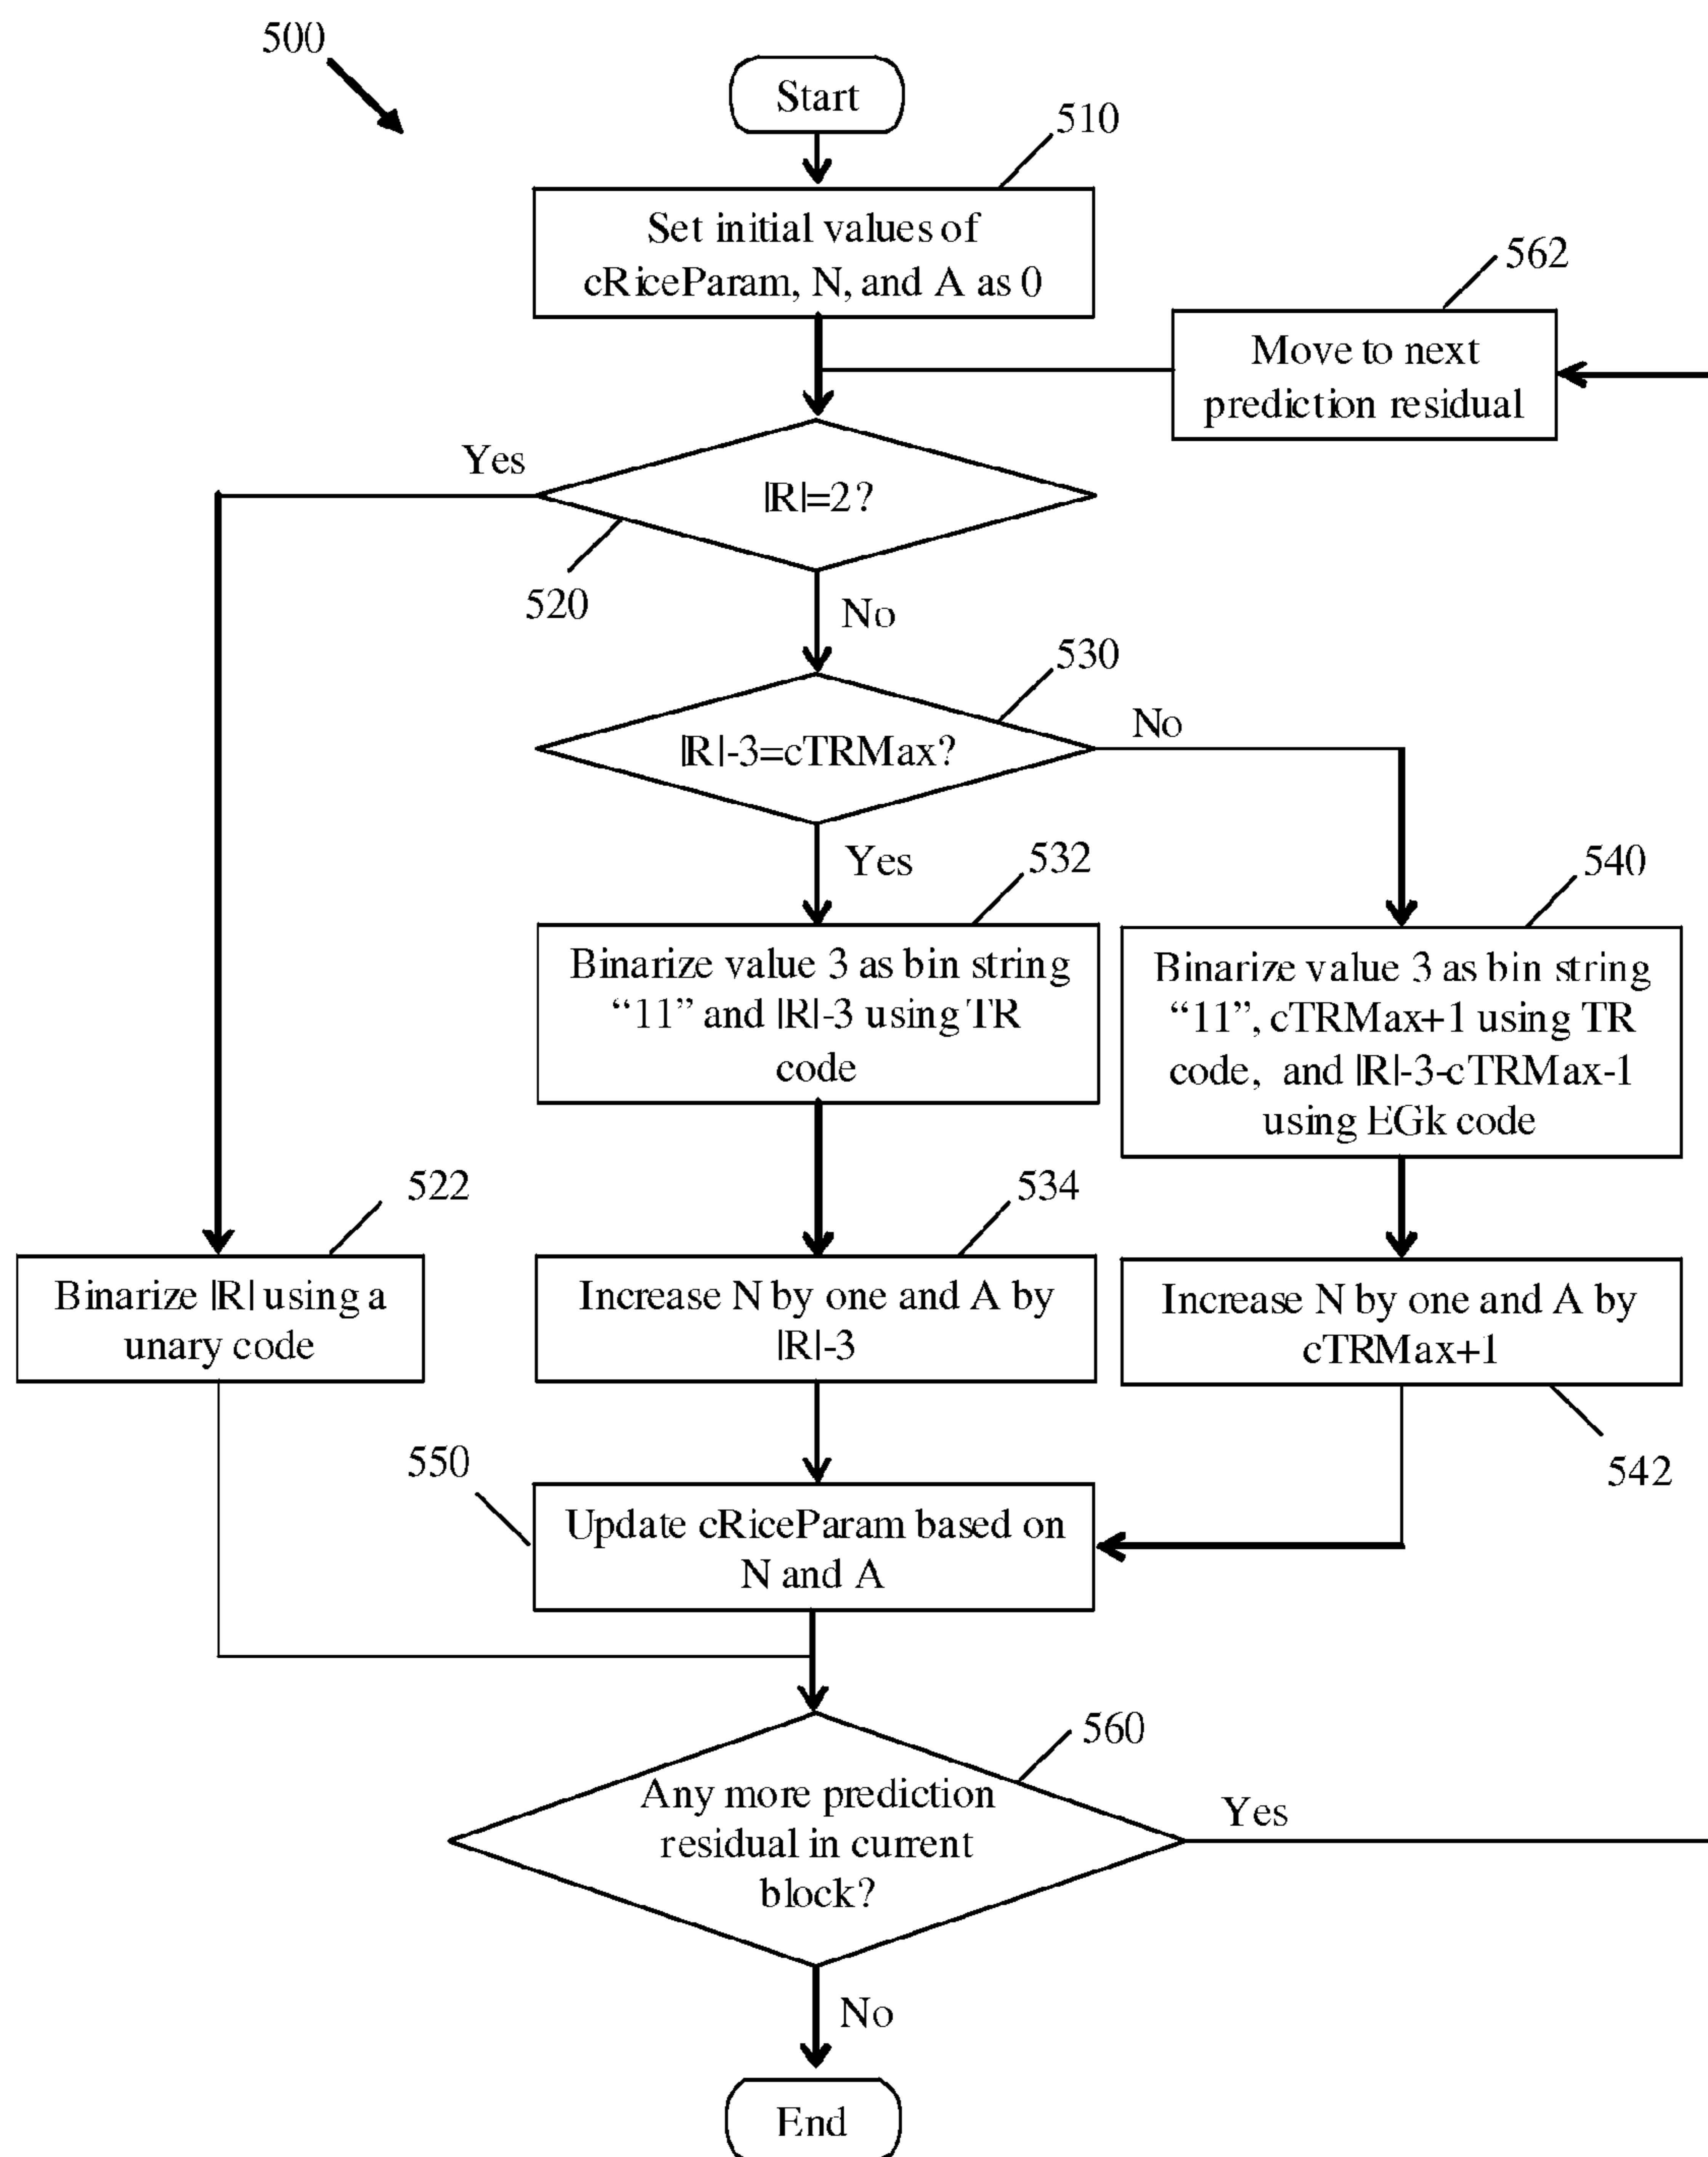 500
Start
510
Set initial values of
cRiceParam, N, and A as 0
562
Move to next
prediction residual
Yes
|R|=2?
520
No
530
|R|-3=cTRMax?
No
Yes
532
540
Binarize value 3 as bin string
“11” and |R|-3 using TR
code
Binarize value 3 as bin string
“11”, cTRMax+1 using TR
code, and |R|-3-cTRMax-1
using EGk code
522
534
Binarize |R| using a
unary code
Increase N by one and A by
|R|-3
Increase N by one and A by
cTRMax+1
542
550
Update cRiceParam based on
N and A
560
Any more prediction
residual in current
block?
Yes
No
End